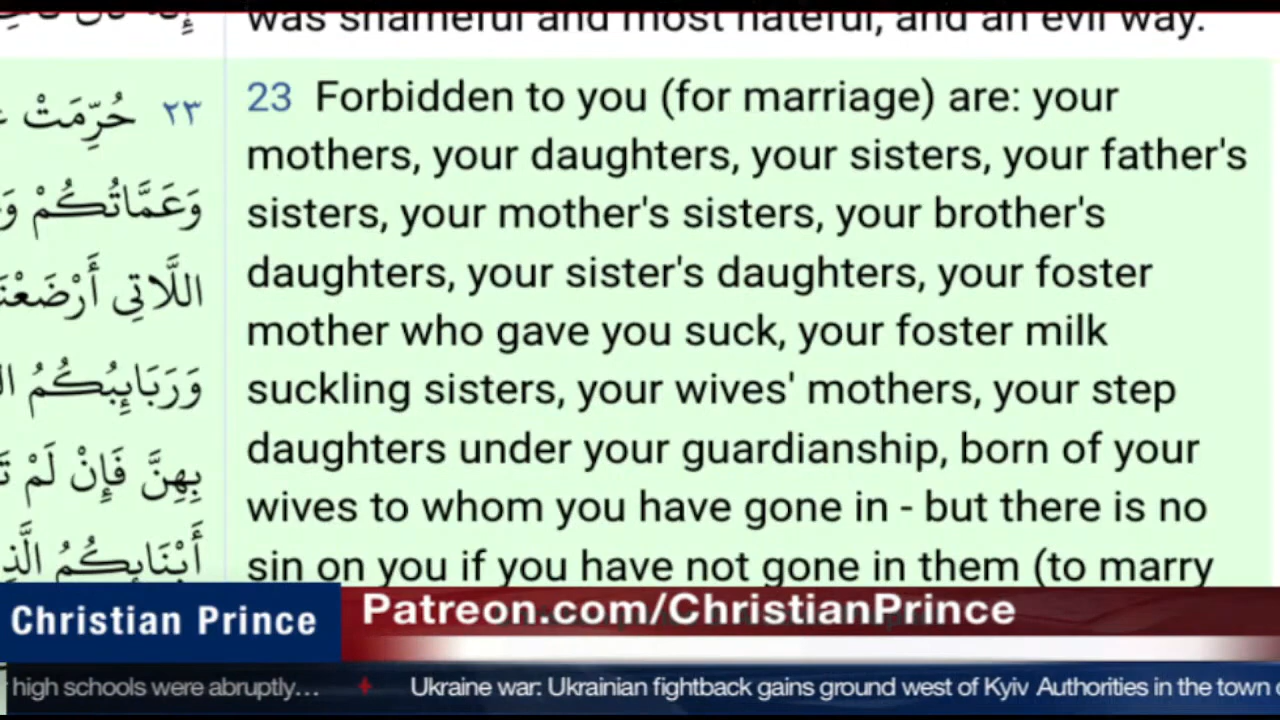 was shameful and most hateful, and an evil way.
23 Forbidden to you (for marriage) are: your
mothers, your daughters, your sisters, your father's
sisters, your mother's sisters, your brother's
daughters, your sister's daughters, your foster
mother who gave you suck, your foster milk
suckling sisters, your wives' mothers, your step
daughters under your guardianship, born of your
wives to whom you have gone in - but there is no
sin on you if you have not gone in them (to marry
٢٣ حُرِّمَتْ
وَعَمَّاتُكُمْ
اللَّاتِي أَرْضَعْنَ
وَرَبَايِبُكُمُ
بِهِنَّ فَإِنْ لَمْ
أَبْنَايِكُمُ
Christian Prince
Patreon.com/ChristianPrince
high schools were abruptly... Ukraine war: Ukrainian fightback gains ground west of Kyiv Authorities in the town